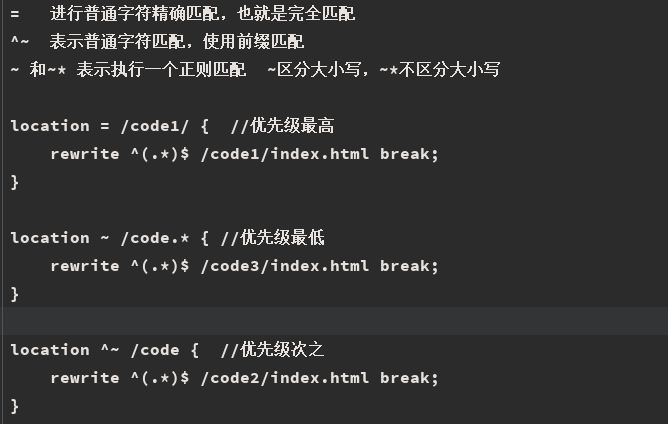 =   进行普通字符精确匹配，也就是完全匹配
^~  表示普通字符匹配，使用前缀匹配
~ 和~* 表示执行一个正则匹配  ~区分大小写，~*不区分大小写
location = /code1/ {  //优先级最高
    rewrite ^(.*)$ /code1/index.html break;
}
location ~ /code.* { //优先级最低
    rewrite ^(.*)$ /code3/index.html break;
}
location ^~ /code {  //优先级次之
    rewrite ^(.*)$ /code2/index.html break;
}